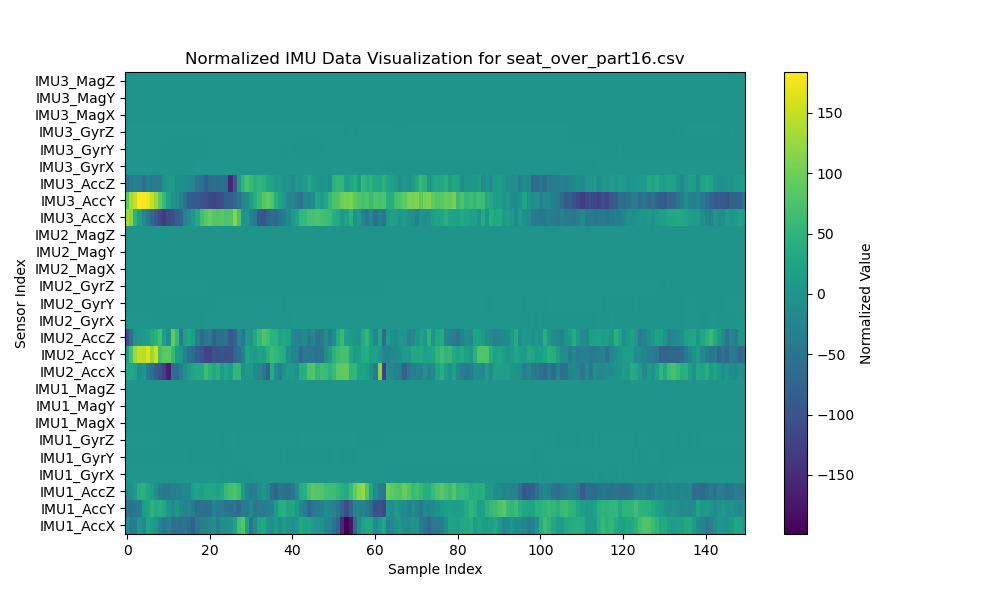 Normalized IMU Data Visualization for seat_over_part16.csv
IMU3_MagZ
IMU3_MagY
IMU3_MagX
IMU3_GyrZ
IMU3_GyrY
IMU3_GyrX
IMU3_AccZ
IMU3_AccY
IMU3_AccX
IMU2_MagZ
IMU2_MagY
IMU2_MagX
IMU2_GyrZ
IMU2_GyrY
IMU2_GyrX
IMU2_AccZ
IMU2_AccY
IMU2_AccX
IMU1_MagZ
IMU1_MagY
IMU1_MagX
IMU1_GyrZ
IMU1_GyrY
IMU1_GyrX
IMU1_AccZ
IMU1_AccY
IMU1_AccX
Sensor Index
0 20 40 60 80 100 120 140
Sample Index
150
100
50
0
−50
−100
−150
Normalized Value